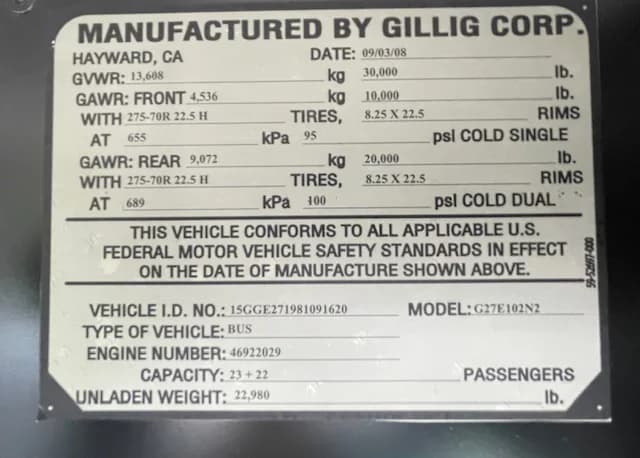 MANUFACTURED BY GILLIG CORP.
HAYWARD, CA DATE: 09/03/08
GVWR: 13,608 kg 30,000 lb.
GAWR: FRONT 4,536 kg 10,000 lb.
WITH 275-70R 22.5 H TIRES, 8.25 X 22.5 RIMS
AT 655 kPa 95 psI COLD SINGLE
GAWR: REAR 9,072 kg 20,000 lb.
WITH 275-70R 22.5 H TIRES, 8.25 X 22.5 RIMS
AT 689 kPa 100 psI COLD DUAL
THIS VEHICLE CONFORMS TO ALL APPLICABLE U.S.
FEDERAL MOTOR VEHICLE SAFETY STANDARDS IN EFFECT
ON THE DATE OF MANUFACTURE SHOWN ABOVE.
VEHICLE I.D. NO.: 15GGE271981091620 MODEL: G27E102N2
TYPE OF VEHICLE: BUS
ENGINE NUMBER: 46922029
CAPACITY: 23 + 22 PASSENGERS
UNLADEN WEIGHT: 22,980 lb.